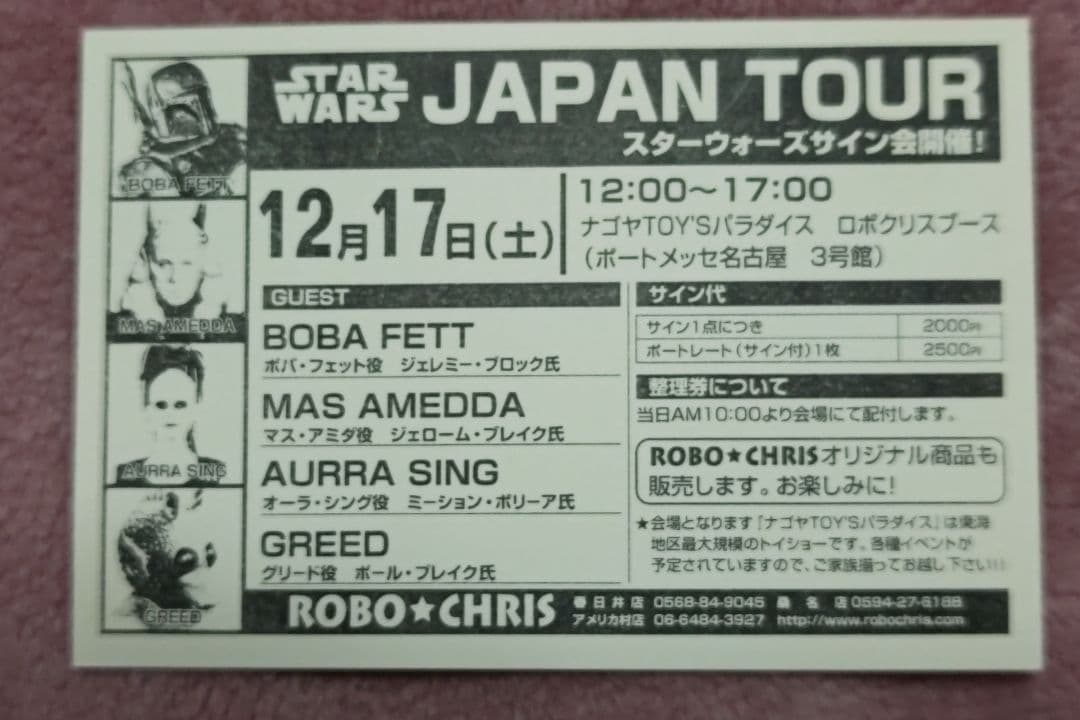 STAR WARS JAPAN TOUR
スターウォーズサイン会開催!
BOBA FETT
MAS AMEDDA
AURRA SING
GREED
12月17日(土)
12:00～17:00
ナゴヤTOY'Sパラダイス ロボクリスブース
(ポートメッセ名古屋 3号館)
GUEST
BOBA FETT
ボバ・フェット役 ジェレミー・ブロック氏
MAS AMEDDA
マス・アミダ役 ジェローム・ブレイク氏
AURRA SING
オーラ・シング役 ミーション・ボリーア氏
GREED
グリード役 ポール・ブレイク氏
サイン代
サイン1点につき 2000円
ポートレート(サイン付)1枚 2500円
整理券について
当日AM10:00より会場にて配付します。
ROBO★CHRISオリジナル商品も
販売します。お楽しみに!
★会場となります『ナゴヤTOY'Sパラダイス』は東海
地区最大規模のトイショーです。各種イベントが
予定されていますので、ご家族揃ってお越し下さい!!!
ROBO★CHRIS
春日井店 0568-84-9045 桑名店 0594-27-6188
アメリカ村店 06-6484-3927 http://www.robochris.com